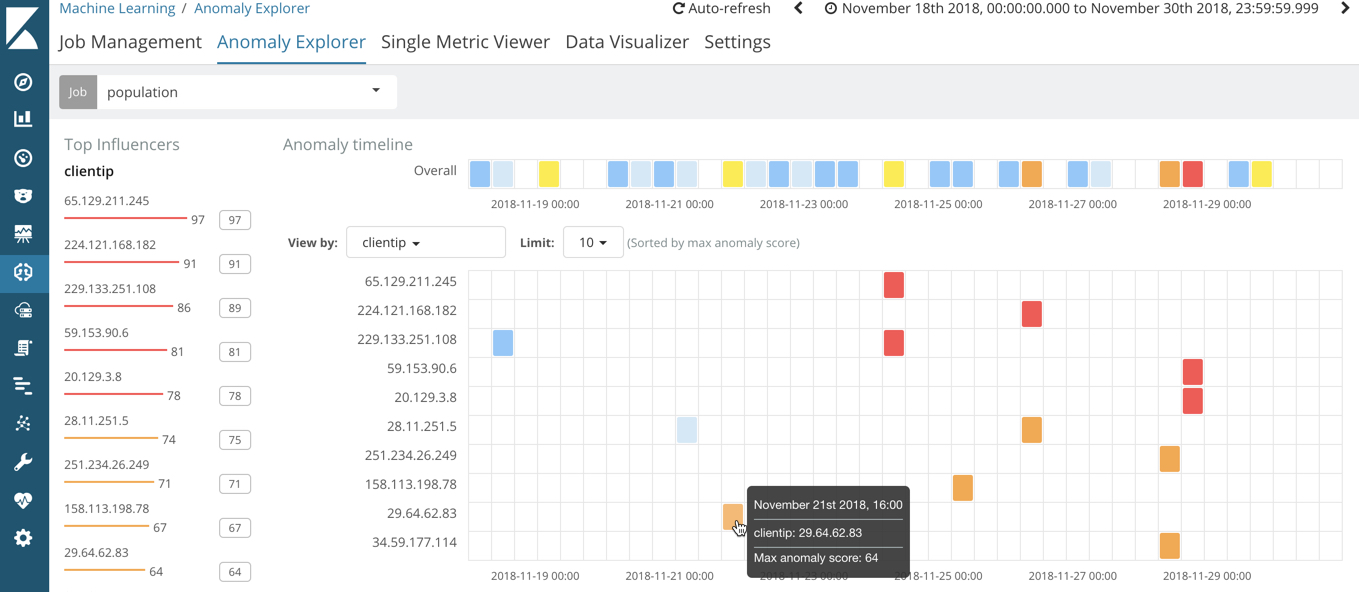 Machine Learning / Anomaly Explorer
Auto-refresh
November 18th 2018, 00:00:00.000 to November 30th 2018, 23:59:59.999
Job Management Anomaly Explorer Single Metric Viewer Data Visualizer Settings
Job population
Top Influencers
clientip
65.129.211.245
97 97
224.121.168.182
91 91
229.133.251.108
86 89
59.153.90.6
81 81
20.129.3.8
78 78
28.11.251.5
74 75
251.234.26.249
71 71
158.113.198.78
67 67
29.64.62.83
64 64
Anomaly timeline
Overall
2018-11-19 00:00 2018-11-21 00:00 2018-11-23 00:00 2018-11-25 00:00 2018-11-27 00:00 2018-11-29 00:00
View by: clientip Limit: 10 (Sorted by max anomaly score)
65.129.211.245
224.121.168.182
229.133.251.108
59.153.90.6
20.129.3.8
28.11.251.5
251.234.26.249
158.113.198.78
29.64.62.83
34.59.177.114
November 21st 2018, 16:00
clientip: 29.64.62.83
Max anomaly score: 64
2018-11-19 00:00 2018-11-21 00:00 2018-11-23 00:00 2018-11-25 00:00 2018-11-27 00:00 2018-11-29 00:00